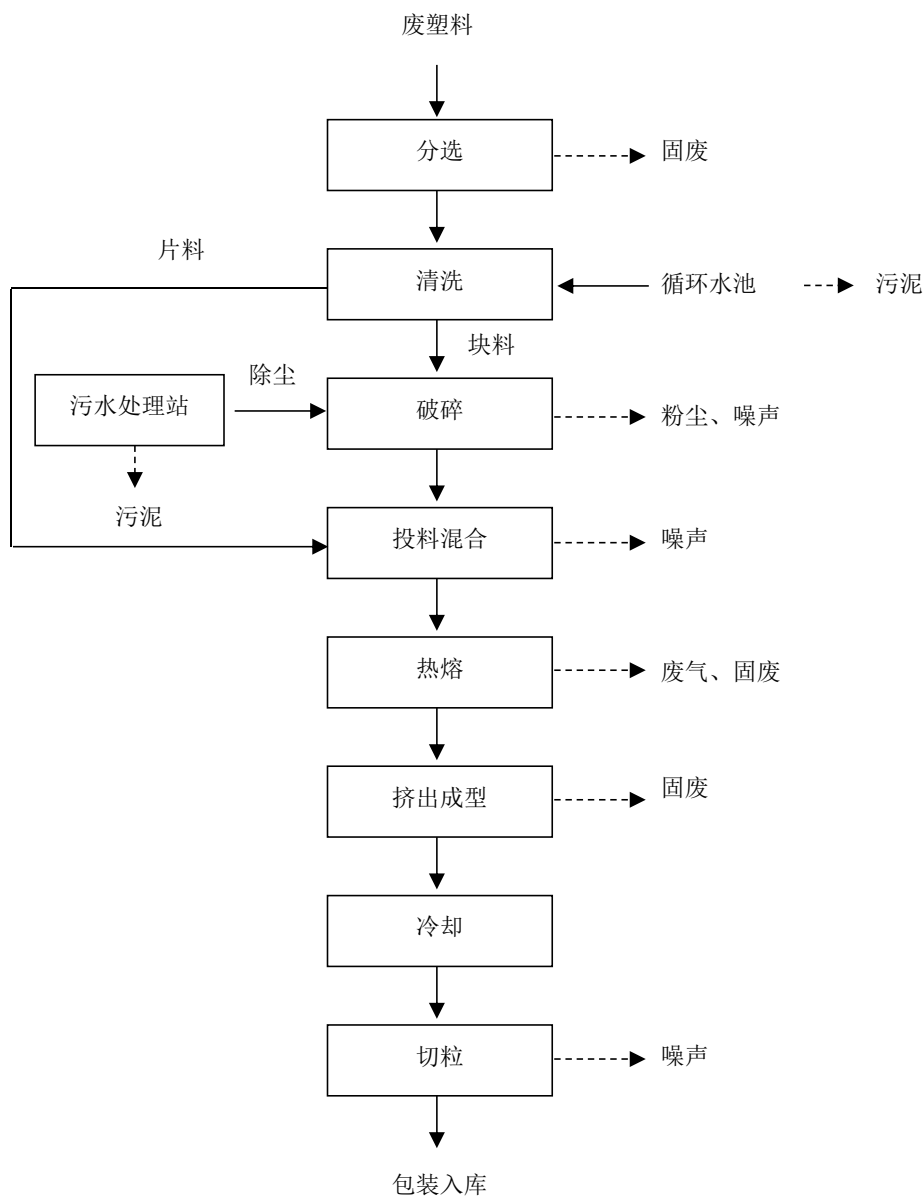 废塑料
分选
固废
片料
清洗
循环水池
污泥
块料
除尘
污水处理站
破碎
粉尘、噪声
污泥
投料混合
噪声
热熔
废气、固废
挤出成型
固废
冷却
切粒
噪声
包装入库